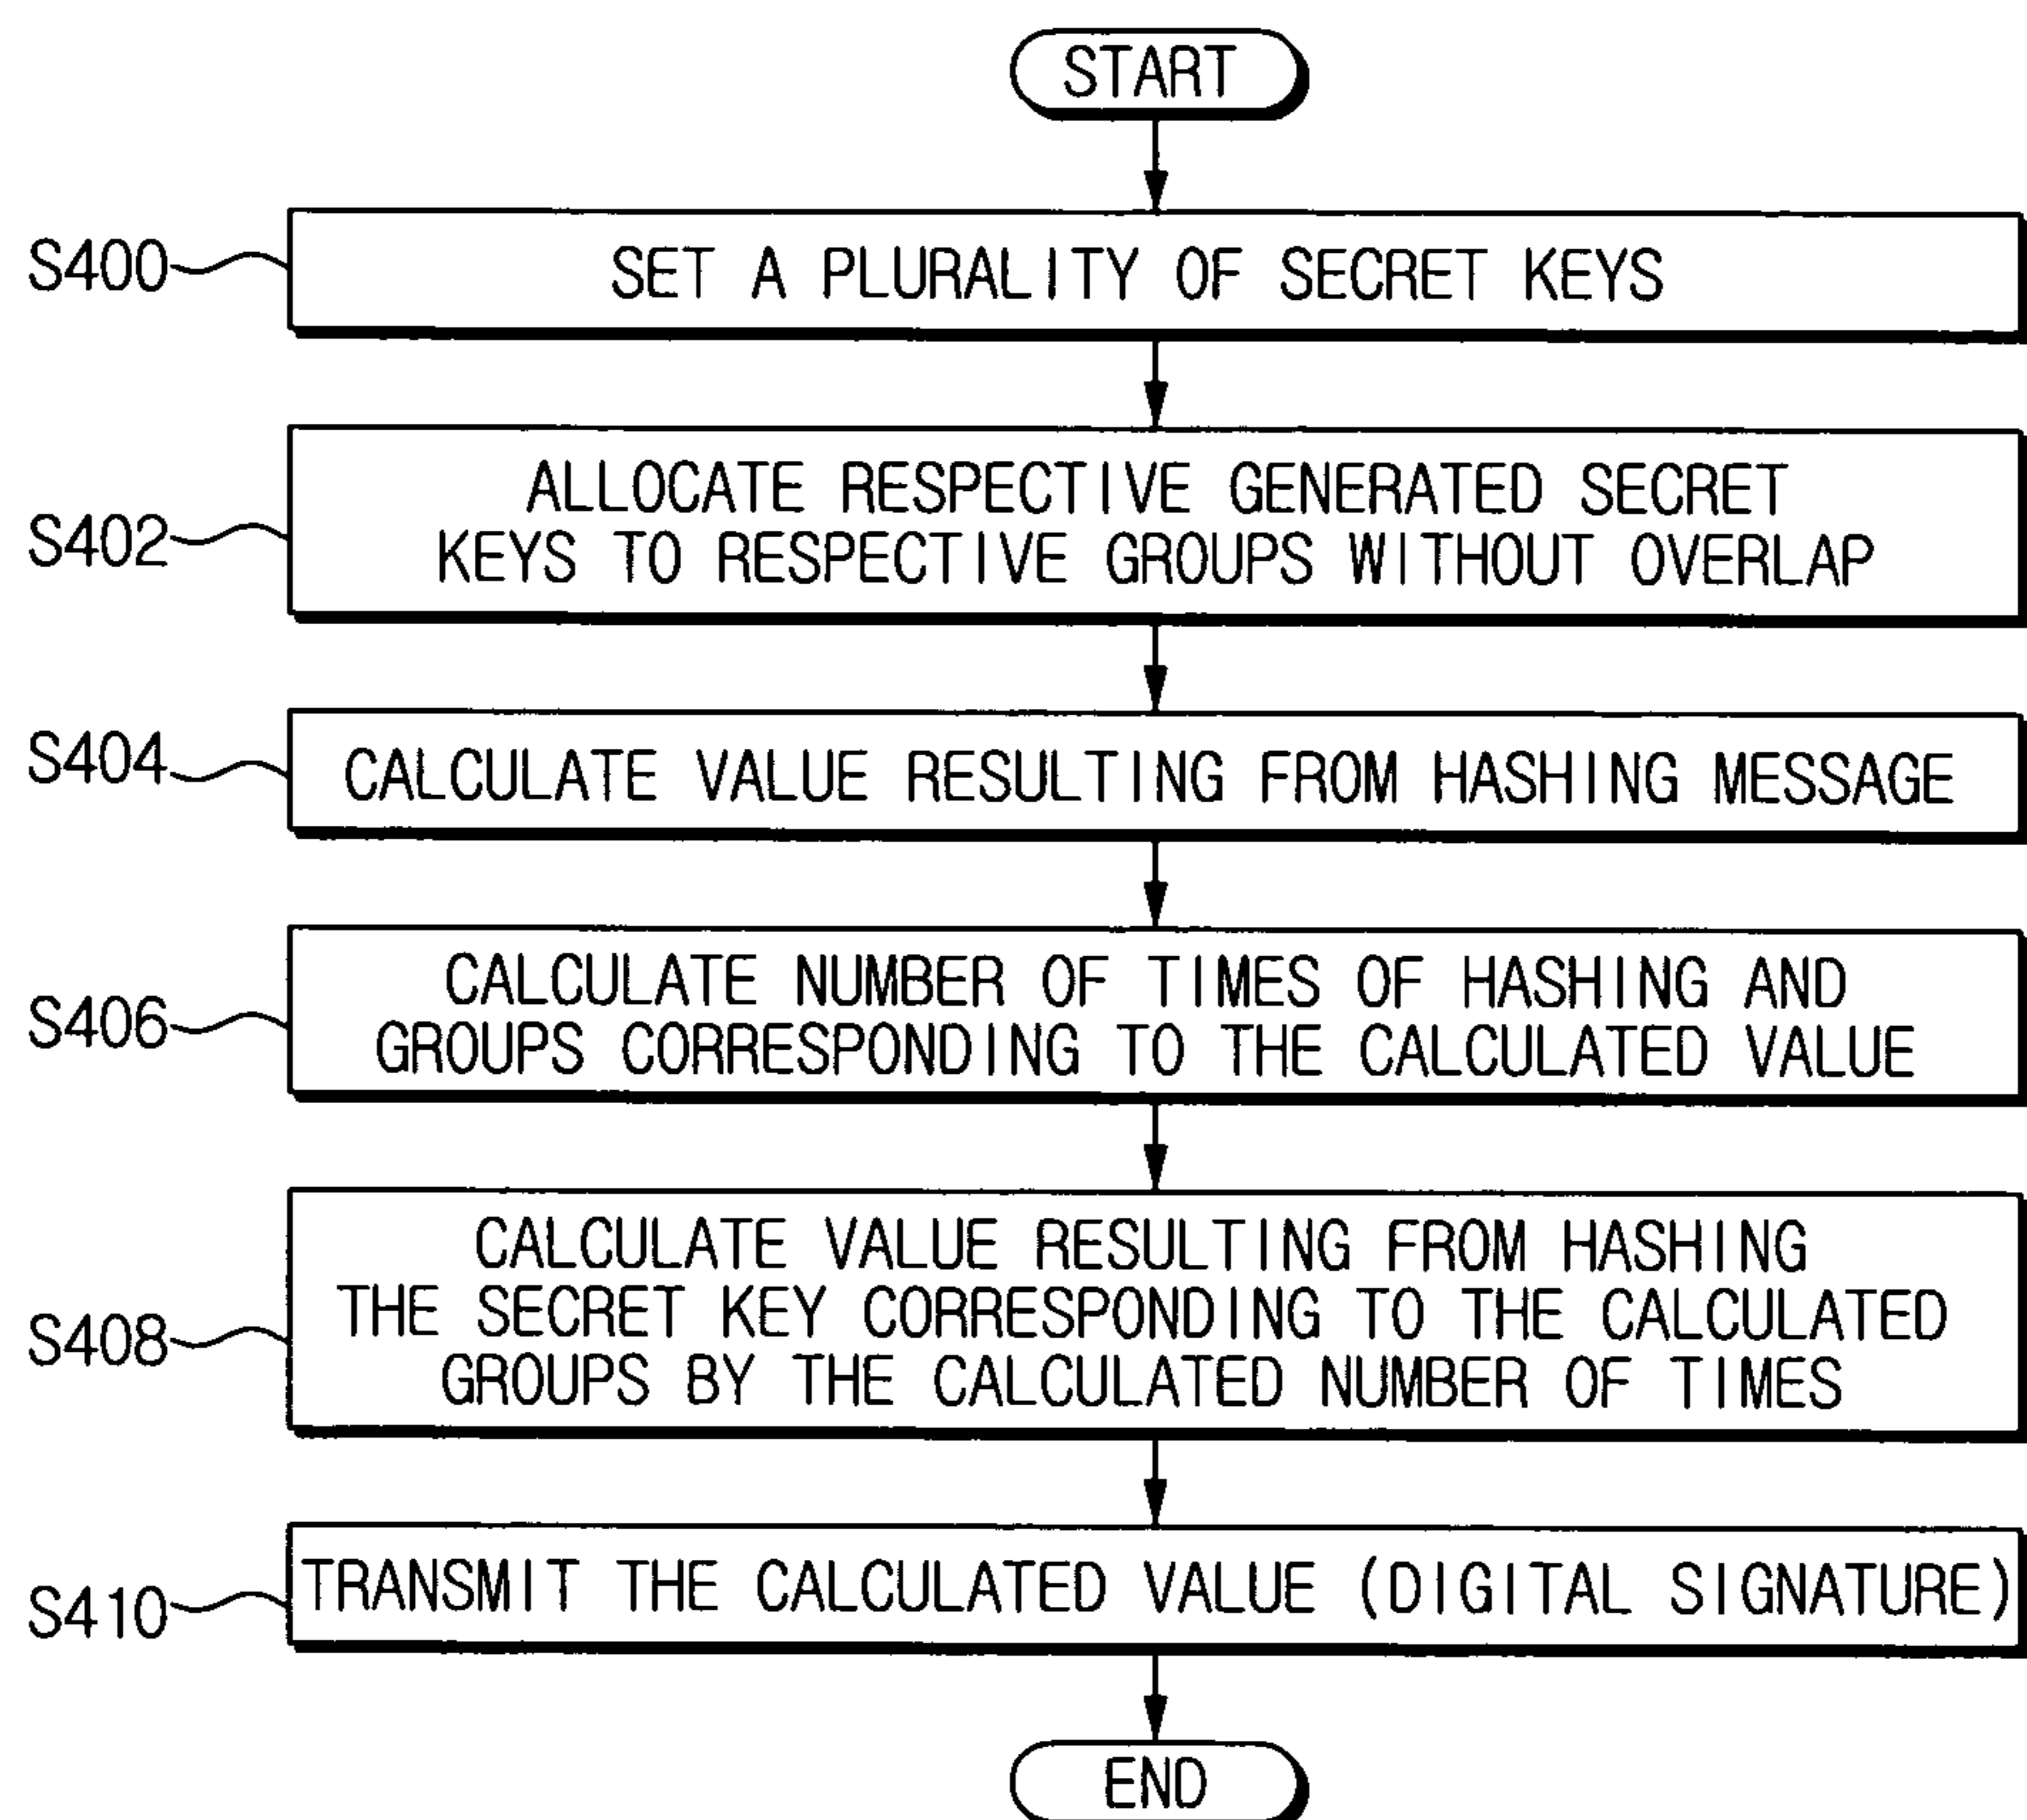 START
S400
SET A PLURALITY OF SECRET KEYS
S402
ALLOCATE RESPECTIVE GENERATED SECRET
KEYS TO RESPECTIVE GROUPS WITHOUT OVERLAP
S404
CALCULATE VALUE RESULTING FROM HASHING MESSAGE
S406
CALCULATE NUMBER OF TIMES OF HASHING AND
GROUPS CORRESPONDING TO THE CALCULATED VALUE
S408
CALCULATE VALUE RESULTING FROM HASHING
THE SECRET KEY CORRESPONDING TO THE CALCULATED
GROUPS BY THE CALCULATED NUMBER OF TIMES
S410
TRANSMIT THE CALCULATED VALUE (DIGITAL SIGNATURE)
END